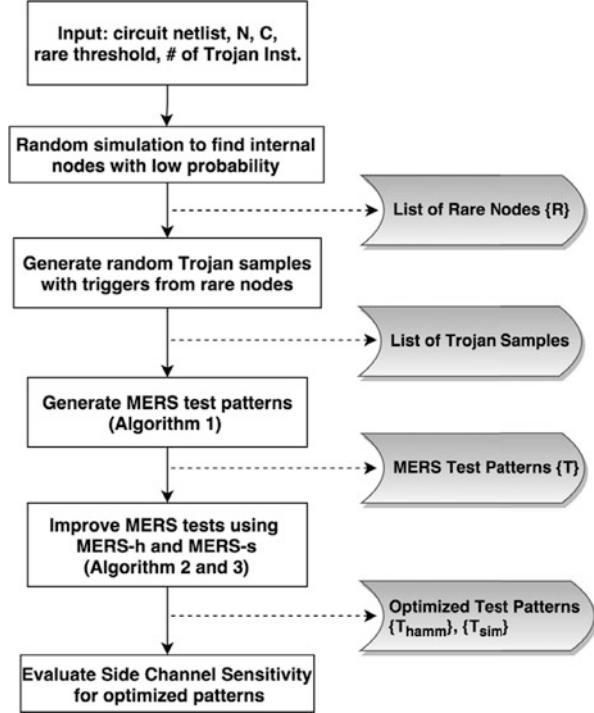 Input: circuit netlist, N, C,
rare threshold, # of Trojan Inst.
Random simulation to find internal
nodes with low probability
List of Rare Nodes {R}
Generate random Trojan samples
with triggers from rare nodes
List of Trojan Samples
Generate MERS test patterns
(Algorithm 1)
MERS Test Patterns {T}
Improve MERS tests using
MERS-h and MERS-s
(Algorithm 2 and 3)
Optimized Test Patterns
{Thamm}, {Tsim}
Evaluate Side Channel Sensitivity
for optimized patterns